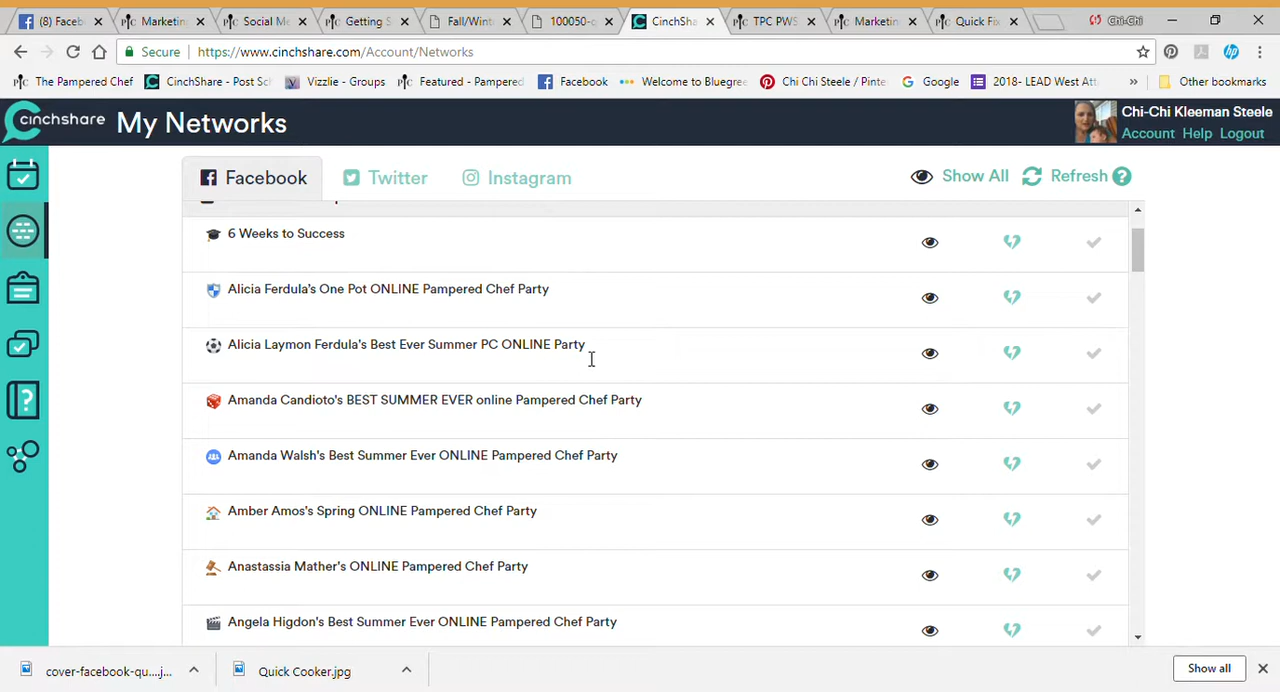 (8) Faceb
Marketin
Social Me
Getting S
Fall/Wint
100050-
CinchSha
TPC PWS
Marketin
Quick Fix
Chi-Chi
Secure
https://www.cinchshare.com/Account/Networks
The Pampered Chef
CinchShare - Post Sch
Vizzlie - Groups
Featured - Pampered
Facebook
Welcome to Bluegre
Chi Chi Steele / Pinte
Google
2018- LEAD West Att
»
Other bookmarks
cinchshare
My Networks
Chi-Chi Kleeman Steele
Account Help Logout
Facebook
Twitter
Instagram
Show All
Refresh
6 Weeks to Success
Alicia Ferdula's One Pot ONLINE Pampered Chef Party
Alicia Laymon Ferdula's Best Ever Summer PC ONLINE Party
Amanda Candioto's BEST SUMMER EVER online Pampered Chef Party
Amanda Walsh's Best Summer Ever ONLINE Pampered Chef Party
Amber Amos's Spring ONLINE Pampered Chef Party
Anastassia Mather's ONLINE Pampered Chef Party
Angela Higdon's Best Summer Ever ONLINE Pampered Chef Party
cover-facebook-qu....j...
Quick Cooker.jpg
Show all